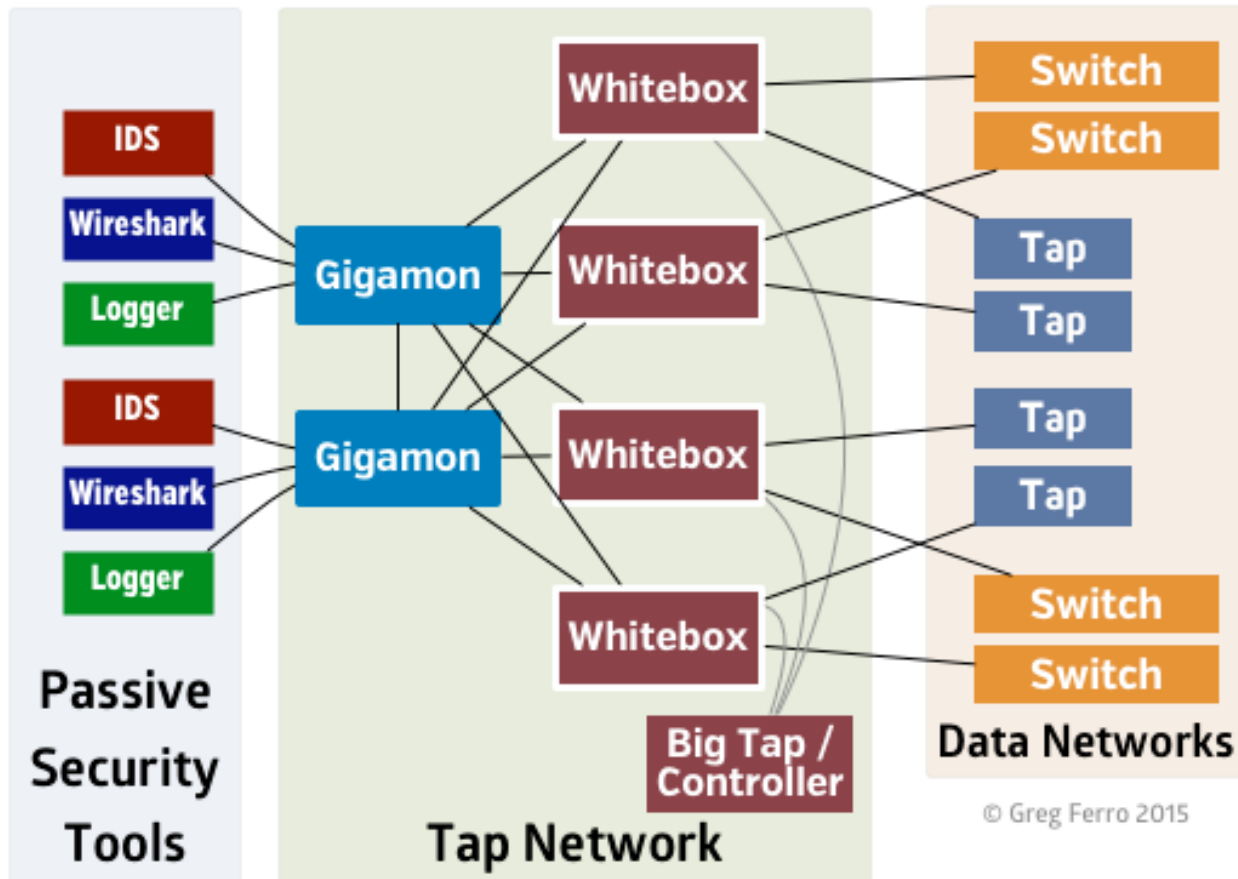 IDS
Wireshark
Logger
IDS
Wireshark
Logger
Passive
Security
Tools
Gigamon
Gigamon
Whitebox
Whitebox
Whitebox
Whitebox
Big Tap /
Controller
Tap Network
Switch
Switch
Tap
Tap
Tap
Tap
Switch
Switch
Data Networks
© Greg Ferro 2015